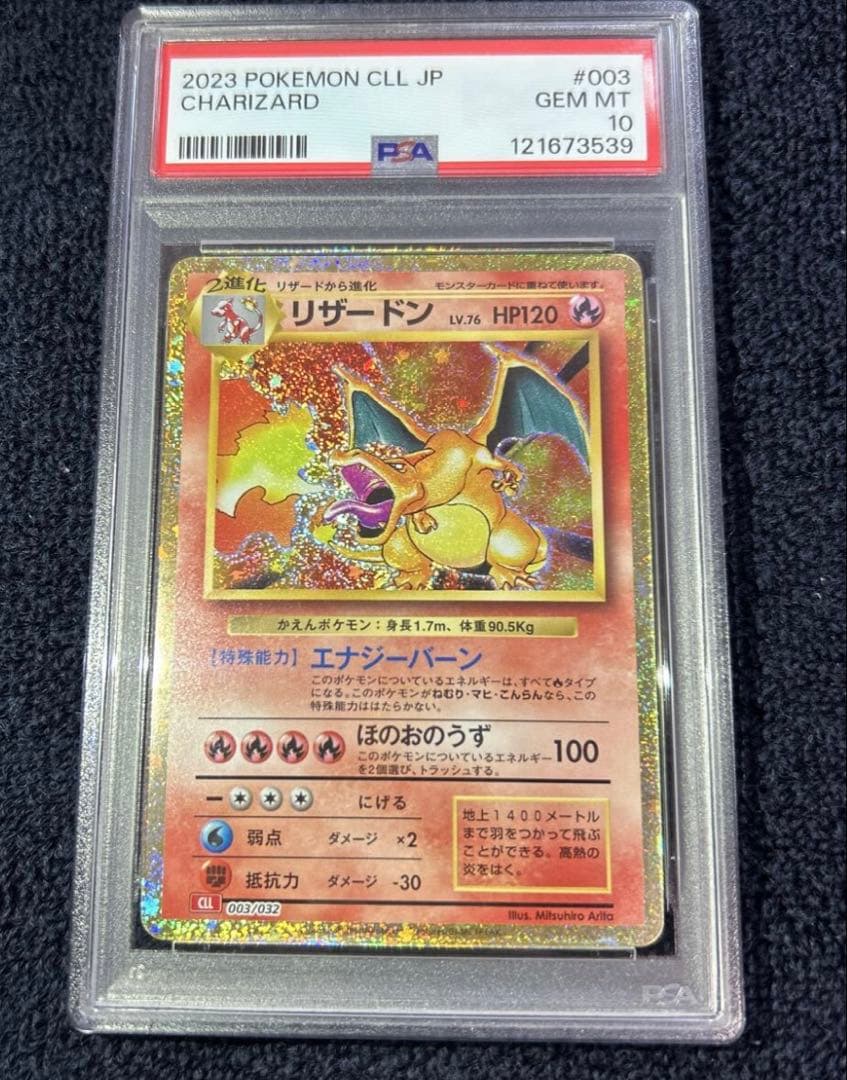 2023 POKEMON CLL JP #003
CHARIZARD GEM MT
10
PSA 121673539
2進化 リザードから進化 モンスターカードに重ねて使います。
リザードン LV.76 HP120
かえんポケモン：身長1.7m、体重90.5Kg
【特殊能力】エナジーバーン
このポケモンについているエネルギーは、すべてタイプ
になる。このポケモンがねむり・マヒ・こんらんなら、この
特殊能力ははたらかない。
ほのおのうず 100
このポケモンについているエネルギー
を2個選び、トラッシュする。
にげる
弱点 ダメージ ×2
抵抗力 ダメージ -30
地上1400メートル
まで羽をつかって飛ぶ
ことができる。高熱の
炎をはく。
CLL 003/032
Illus. Mitsuhiro Arita
PSA